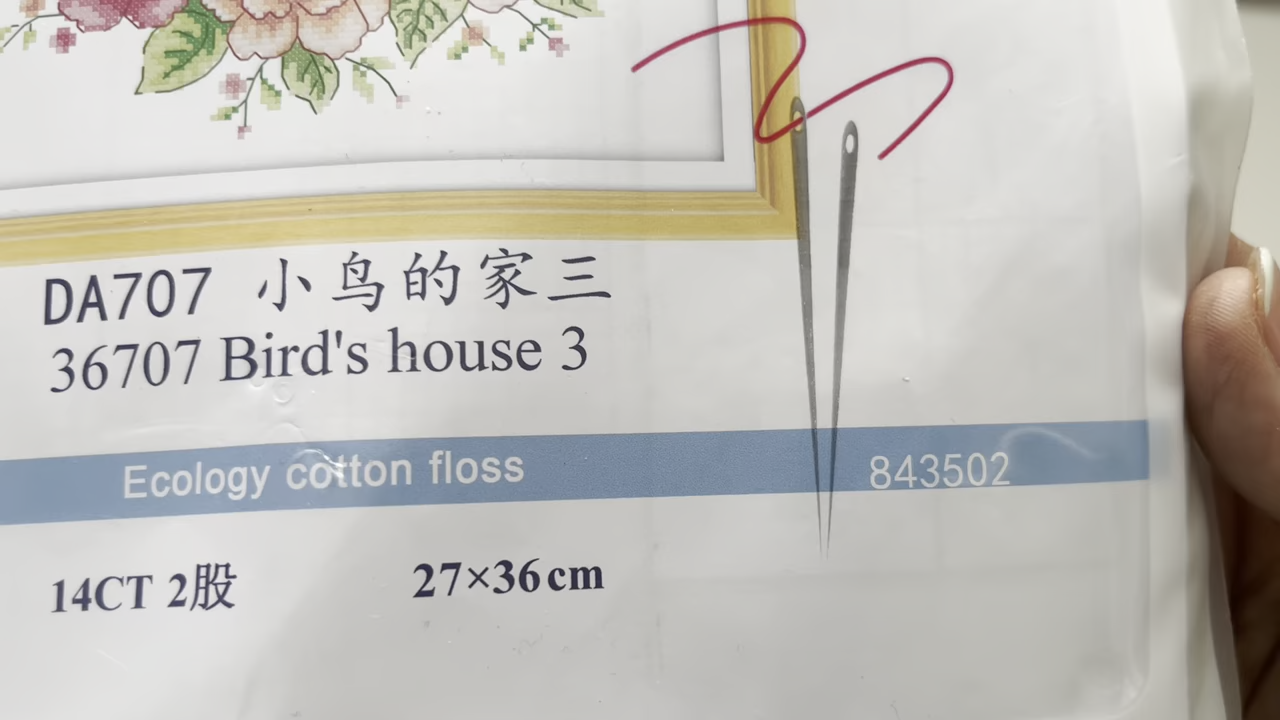 DA707 小鸟的家三
36707 Bird's house 3
Ecology cotton floss 843502
14CT 2股 27×36cm